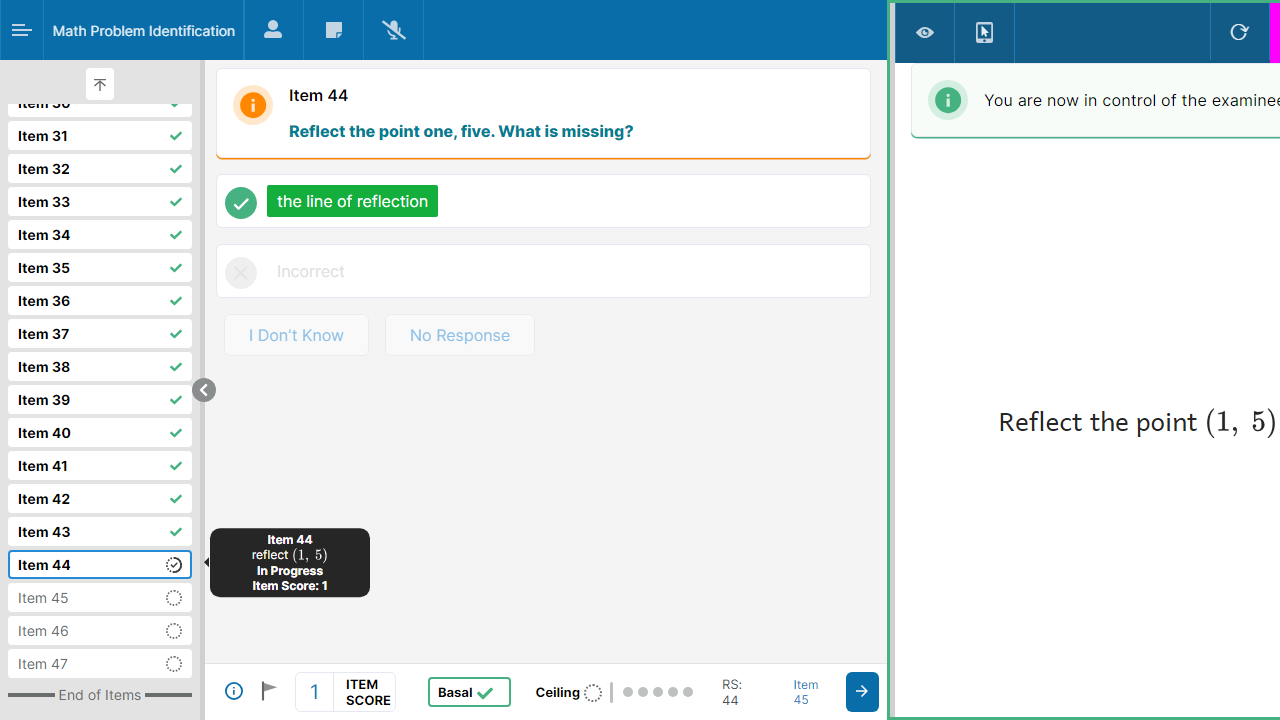 Math Problem Identification
Item 30
Item 31
Item 32
Item 33
Item 34
Item 35
Item 36
Item 37
Item 38
Item 39
Item 40
Item 41
Item 42
Item 43
Item 44
Item 45
Item 46
Item 47
End of Items
Item 44
Reflect the point one, five. What is missing?
the line of reflection
Incorrect
I Don't Know
No Response
Item 44
reflect (1, 5)
In Progress
Item Score: 1
1
ITEM
SCORE
Basal
Ceiling
RS:
44
Item
45
You are now in control of the examinee
Reflect the point (1, 5)